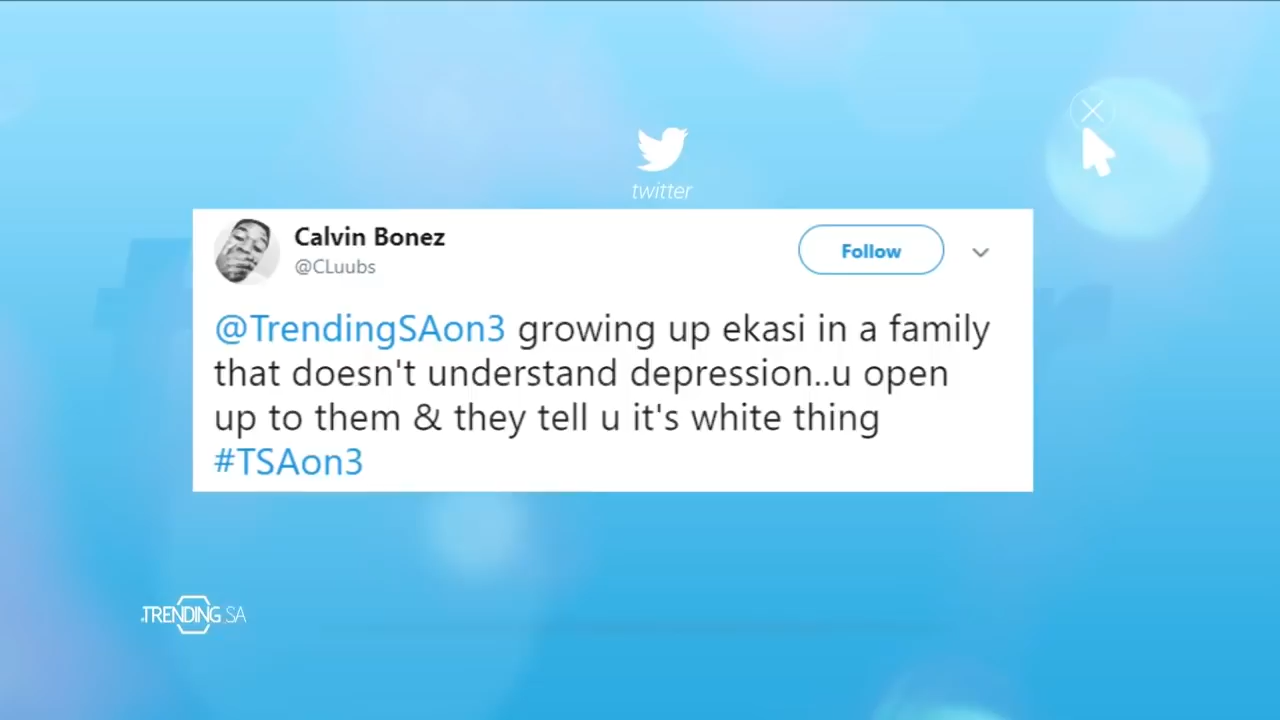 twitter
Calvin Bonez
@CLuubs
Follow
@TrendingSAon3 growing up ekasi in a family
that doesn't understand depression..u open
up to them & they tell u it's white thing
#TSAon3
TRENDING SA